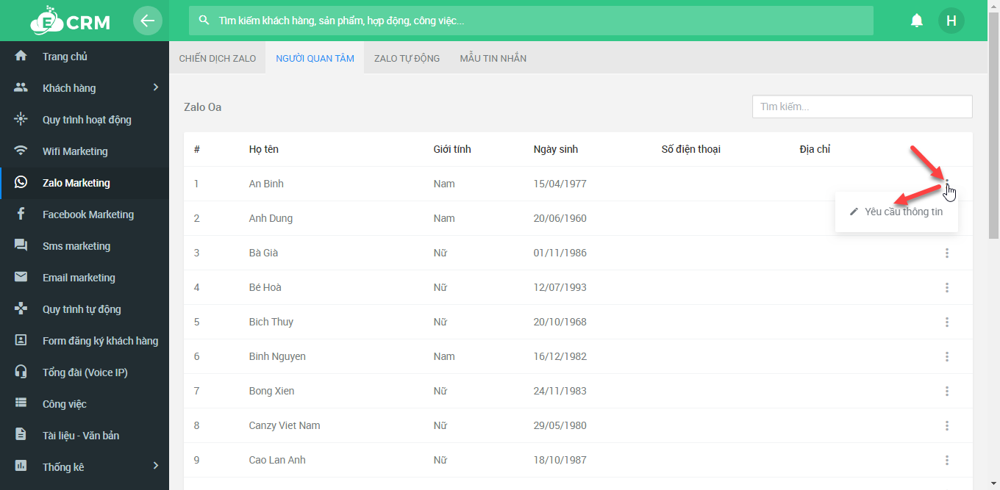 E CRM
Tìm kiếm khách hàng, sản phẩm, hợp đồng, công việc...
H
Trang chủ
Khách hàng
Quy trình hoạt động
Wifi Marketing
Zalo Marketing
Facebook Marketing
Sms marketing
Email marketing
Quy trình tự động
Form đăng ký khách hàng
Tổng đài (Voice IP)
Công việc
Tài liệu - Văn bản
Thống kê
CHIẾN DỊCH ZALO NGƯỜI QUAN TÂM ZALO TỰ ĐỘNG MẪU TIN NHẮN
Zalo Oa
Tìm kiếm...
# Họ tên Giới tính Ngày sinh Số điện thoại Địa chỉ
1 An Binh Nam 15/04/1977
2 Anh Dung Nam 20/06/1960
Yêu cầu thông tin
3 Bà Già Nữ 01/11/1986
4 Bé Hoà Nữ 12/07/1993
5 Bich Thuy Nữ 20/10/1968
6 Binh Nguyen Nam 16/12/1982
7 Bong Xien Nữ 24/11/1983
8 Canzy Viet Nam Nữ 29/05/1980
9 Cao Lan Anh Nữ 18/10/1987